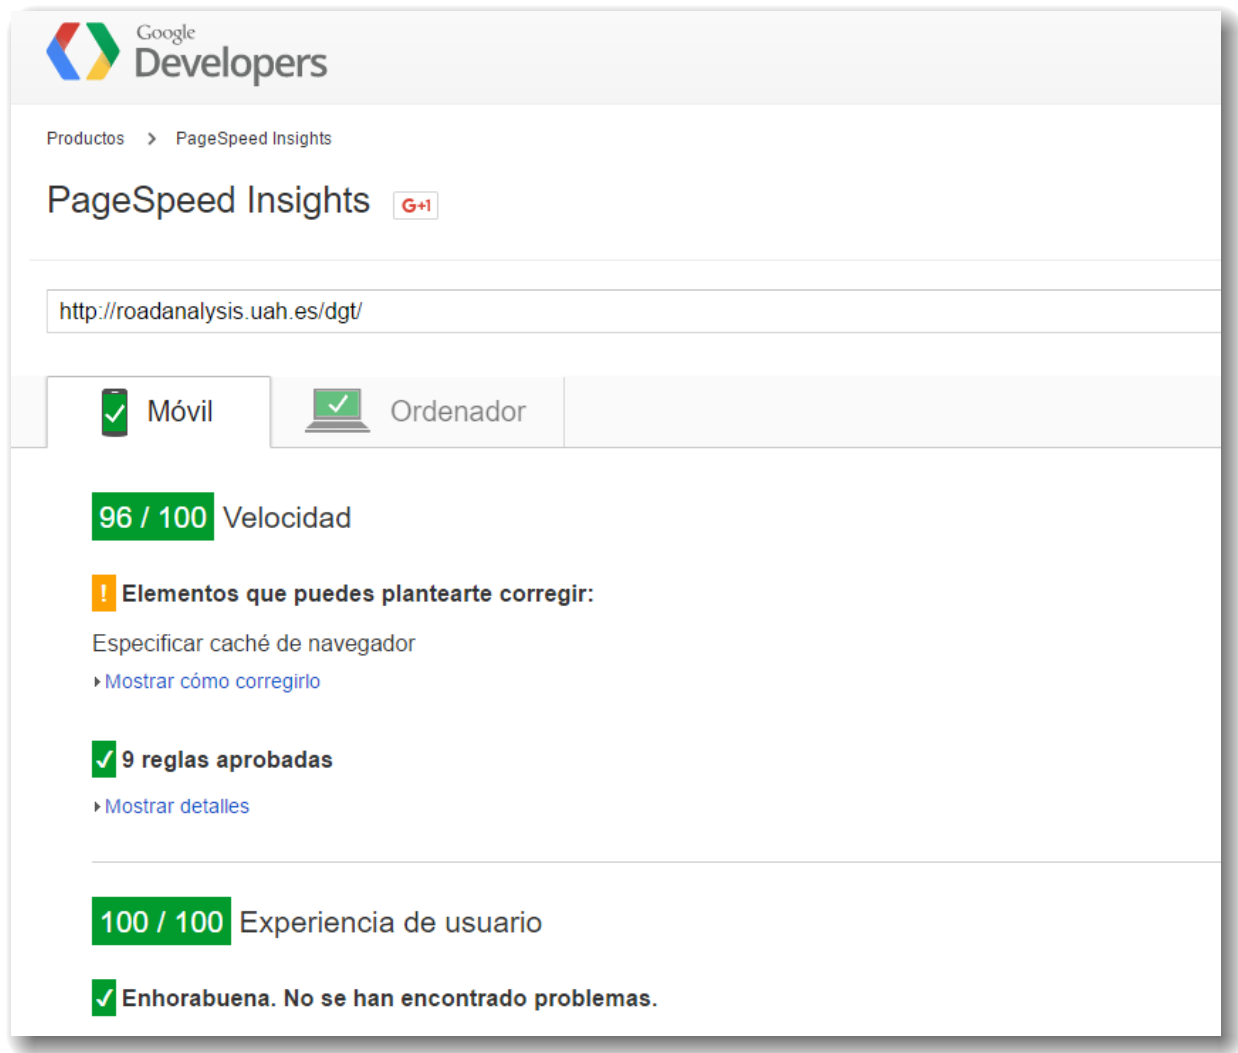 Google
Developers
Productos > PageSpeed Insights
PageSpeed Insights G+1
http://roadanalysis.uah.es/dgt/
Móvil Ordenador
96 / 100 Velocidad
! Elementos que puedes plantearte corregir:
Especificar caché de navegador
Mostrar cómo corregirlo
9 reglas aprobadas
Mostrar detalles
100 / 100 Experiencia de usuario
Enhorabuena. No se han encontrado problemas.